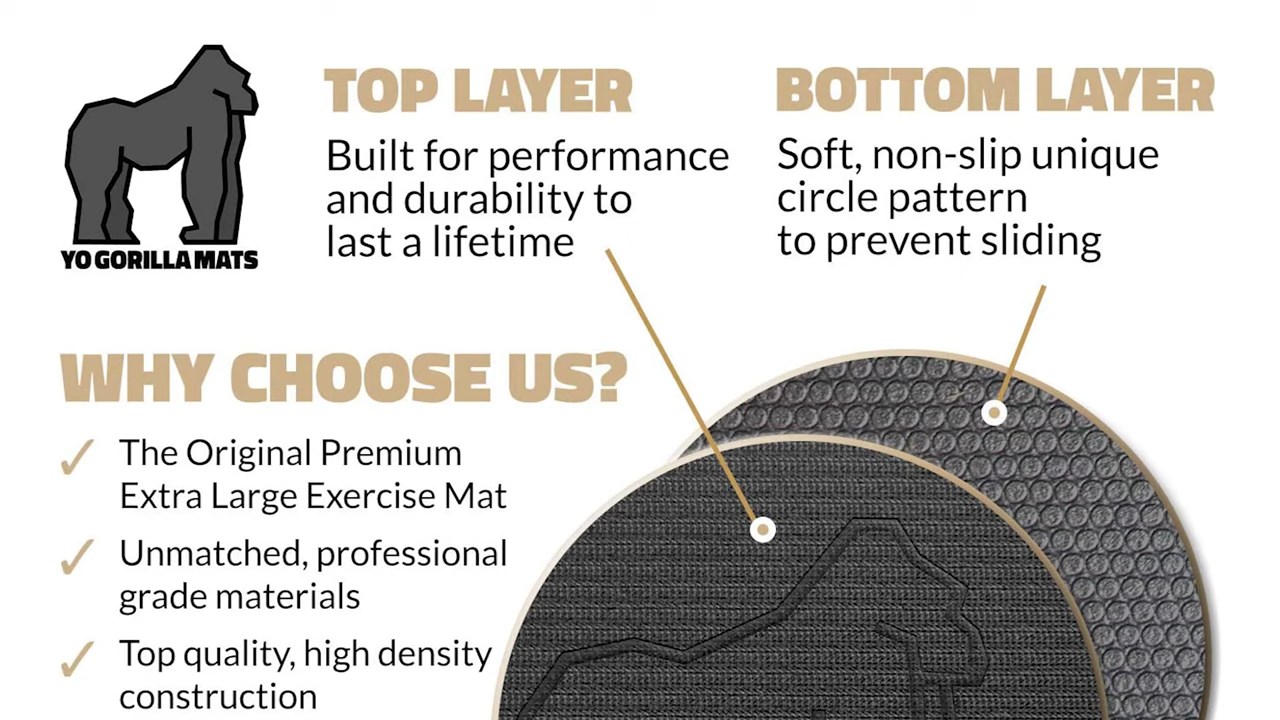 YO GORILLA MATS
TOP LAYER
Built for performance
and durability to
last a lifetime
BOTTOM LAYER
Soft, non-slip unique
circle pattern
to prevent sliding
WHY CHOOSE US?
The Original Premium
Extra Large Exercise Mat
Unmatched, professional
grade materials
Top quality, high density
construction